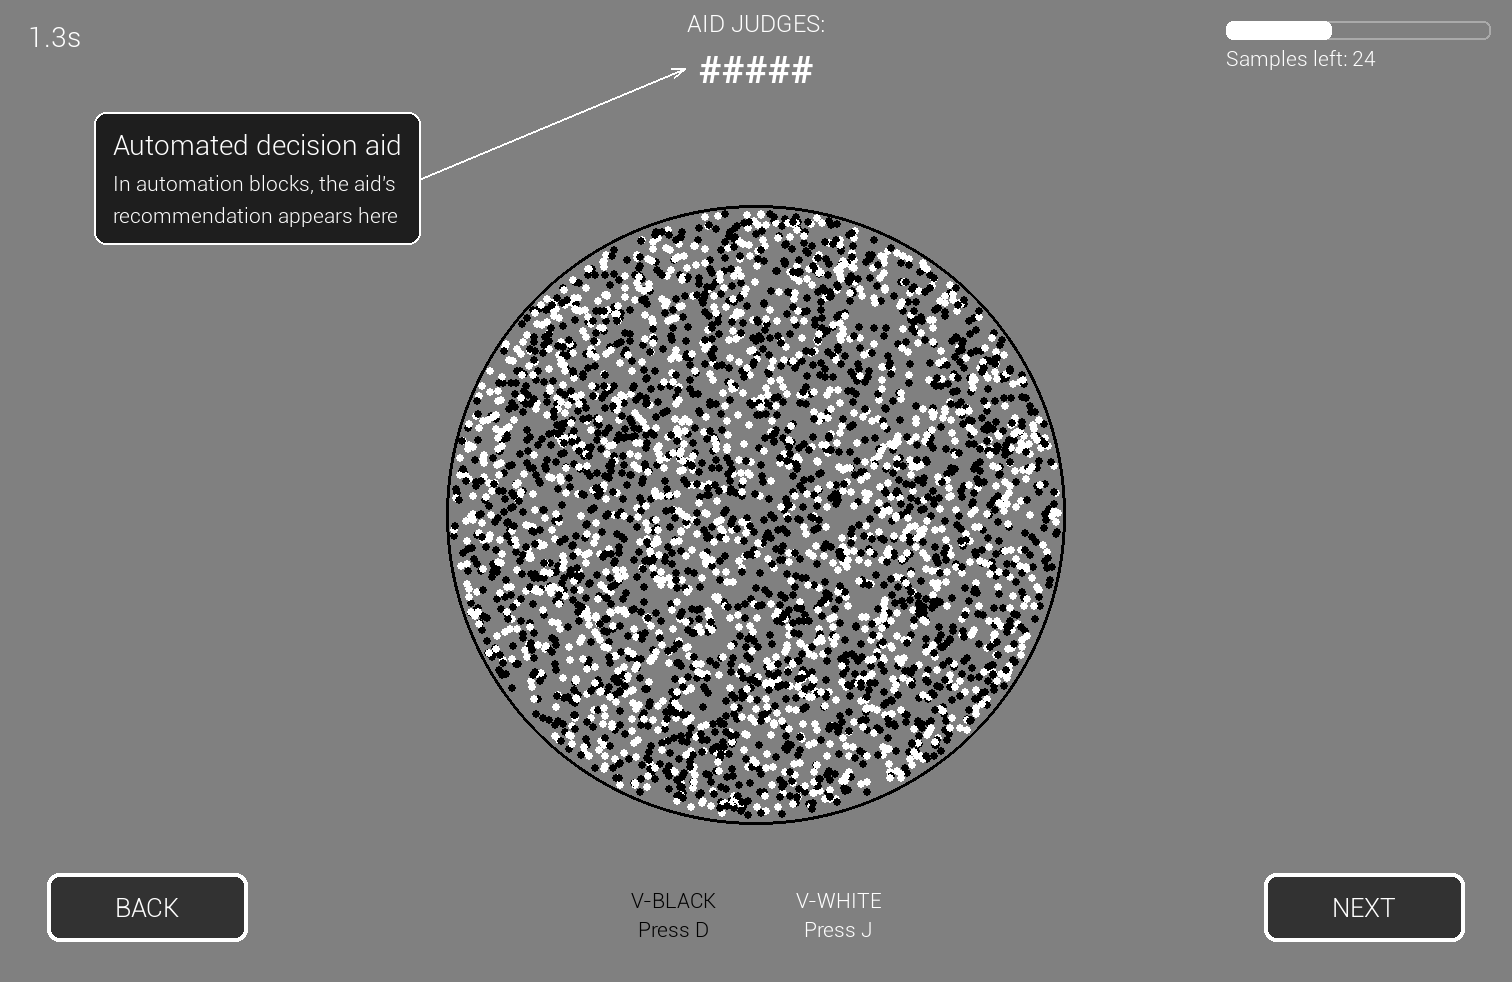 1.3s
AID JUDGES:
#####
Samples left: 24
Automated decision aid
In automation blocks, the aid's
recommendation appears here
BACK
V-BLACK
Press D
V-WHITE
Press J
NEXT